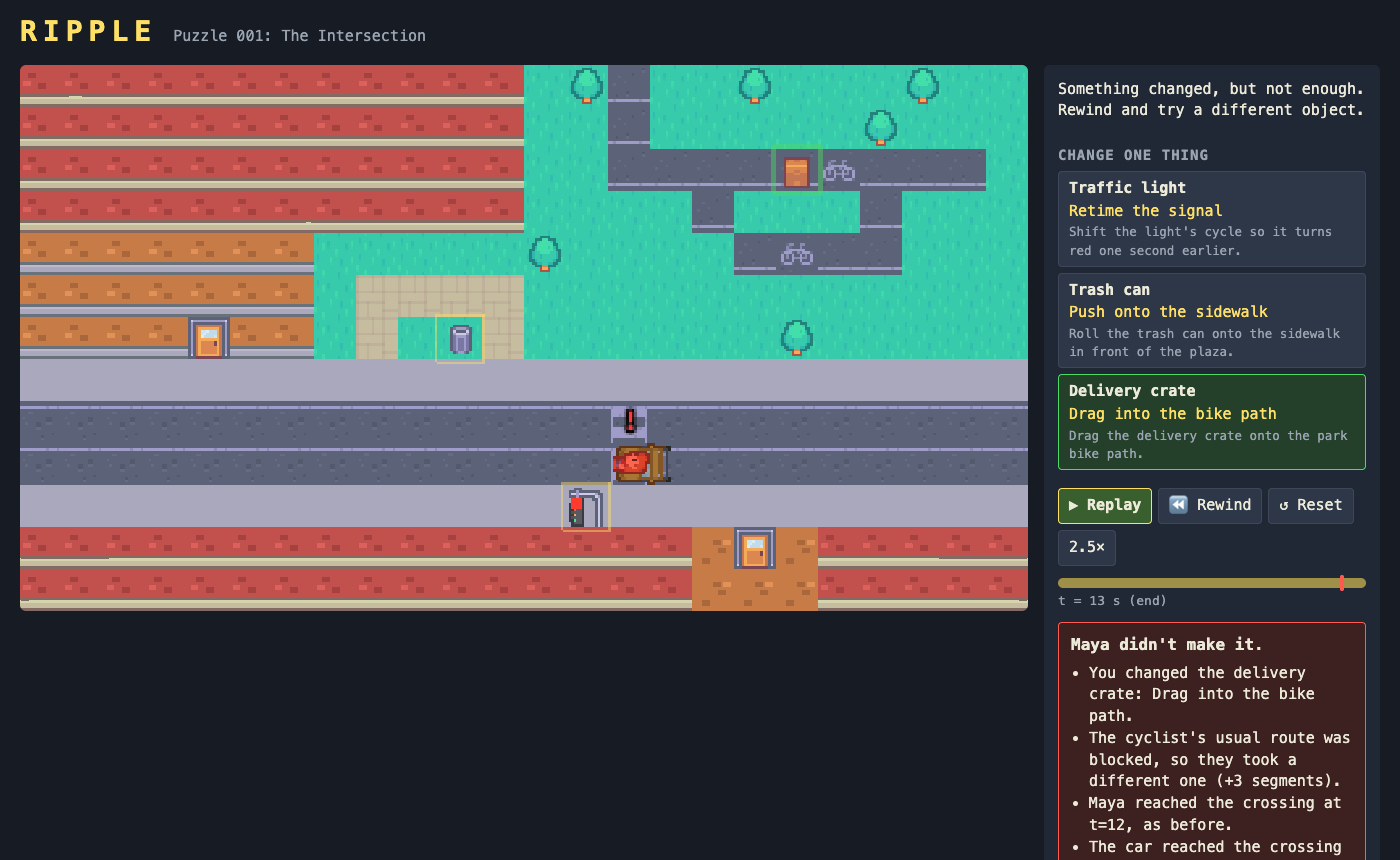 RIPPLE Puzzle 001: The Intersection
Something changed, but not enough.
Rewind and try a different object.
CHANGE ONE THING
Traffic light
Retime the signal
Shift the light's cycle so it turns
red one second earlier.
Trash can
Push onto the sidewalk
Roll the trash can onto the sidewalk
in front of the plaza.
Delivery crate
Drag into the bike path
Drag the delivery crate onto the park
bike path.
▶ Replay ⏪ Rewind ↺ Reset
2.5×
t = 13 s (end)
Maya didn't make it.
• You changed the delivery
crate: Drag into the bike
path.
• The cyclist's usual route was
blocked, so they took a
different one (+3 segments).
• Maya reached the crossing at
t=12, as before.
• The car reached the crossing